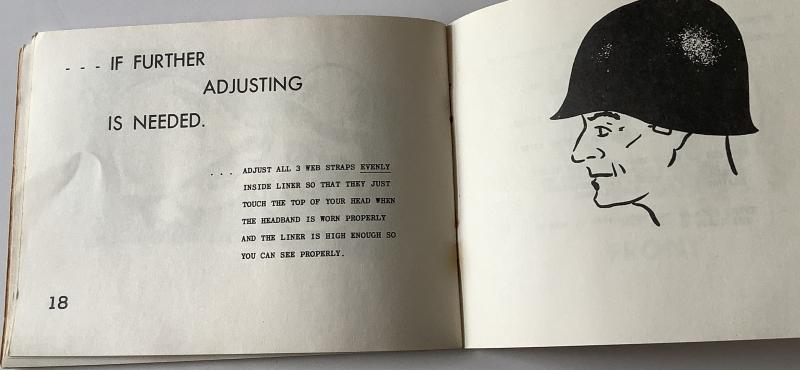 - - - IF FURTHER
ADJUSTING
IS NEEDED.
... ADJUST ALL 3 WEB STRAPS EVENLY
INSIDE LINER SO THAT THEY JUST
TOUCH THE TOP OF YOUR HEAD WHEN
THE HEADBAND IS WORN PROPERLY
AND THE LINER IS HIGH ENOUGH SO
YOU CAN SEE PROPERLY.
18